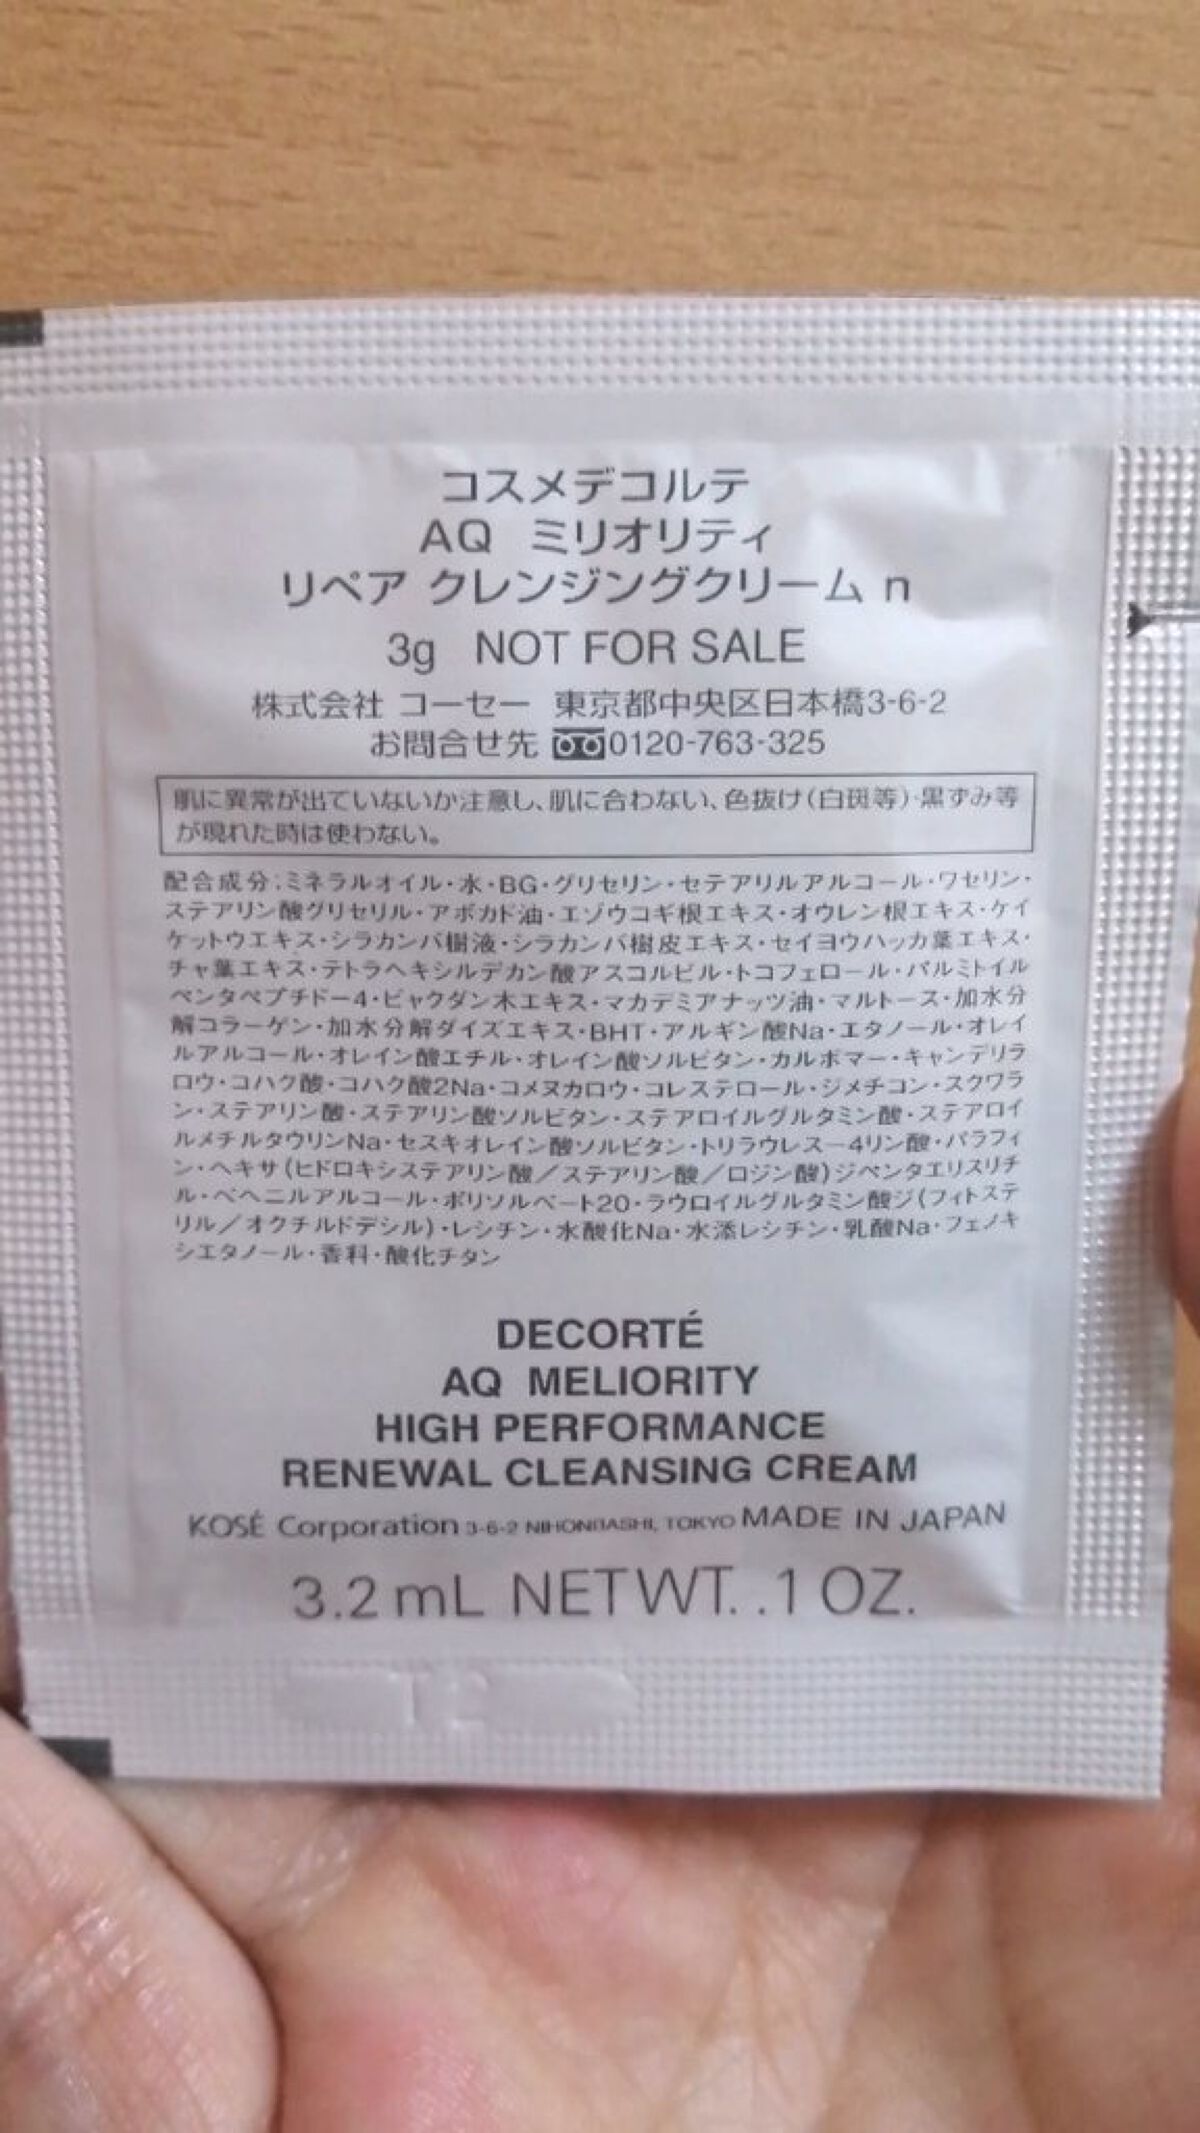 コスメデコルテ
AQ ミリオリティ
リペア クレンジングクリーム n
3g NOT FOR SALE
株式会社 コーセー 東京都中央区日本橋3-6-2
お問合せ先 0120-763-325
肌に異常が出ていないか注意し、肌に合わない、色抜け(白斑等)・黒ずみ等
が現れた時は使わない。
配合成分:ミネラルオイル・水・BG・グリセリン・セテアリルアルコール・ワセリン・
ステアリン酸グリセリル・アボカド油・エゾウコギ根エキス・オウレン根エキス・ケイ
ケットウエキス・シラカンバ樹液・シラカンバ樹皮エキス・セイヨウハッカ葉エキス・
チャ葉エキス・テトラヘキシルデカン酸アスコルビル・トコフェロール・パルミトイル
ペンタペプチドー4・ビャクダン木エキス・マカデミアナッツ油・マルトース・加水分
解コラーゲン・加水分解ダイズエキス・BHT・アルギン酸Na・エタノール・オレイ
ルアルコール・オレイン酸エチル・オレイン酸ソルビタン・カルボマー・キャンデリラ
ロウ・コハク酸・コハク酸2Na・コメヌカロウ・コレステロール・ジメチコン・スクワラ
ン・ステアリン酸・ステアリン酸ソルビタン・ステアロイルグルタミン酸・ステアロイ
ルメチルタウリンNa・セスキオレイン酸ソルビタン・トリラウレスー4リン酸・パラフィ
ン・ヘキサ(ヒドロキシステアリン酸/ステアリン酸/ロジン酸)ジペンタエリスリチ
ル・ベヘニルアルコール・ポリソルベート20・ラウロイルグルタミン酸ジ(フィトステ
リル/オクチルドデシル)・レシチン・水酸化Na・水添レシチン・乳酸Na・フェノキ
シエタノール・香料・酸化チタン
DECORTÉ
AQ MELIORITY
HIGH PERFORMANCE
RENEWAL CLEANSING CREAM
KOSÉ Corporation 3-6-2 NIHONBASHI, TOKYO MADE IN JAPAN
3.2 mL NET WT. .1 OZ.